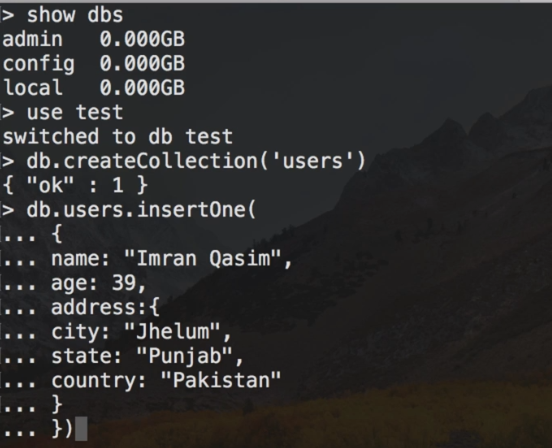 > show dbs
admin   0.000GB
config  0.000GB
local   0.000GB
> use test
switched to db test
> db.createCollection('users')
{ "ok" : 1 }
> db.users.insertOne(
... {
... name: "Imran Qasim",
... age: 39,
... address:{
... city: "Jhelum",
... state: "Punjab",
... country: "Pakistan"
... }
... })